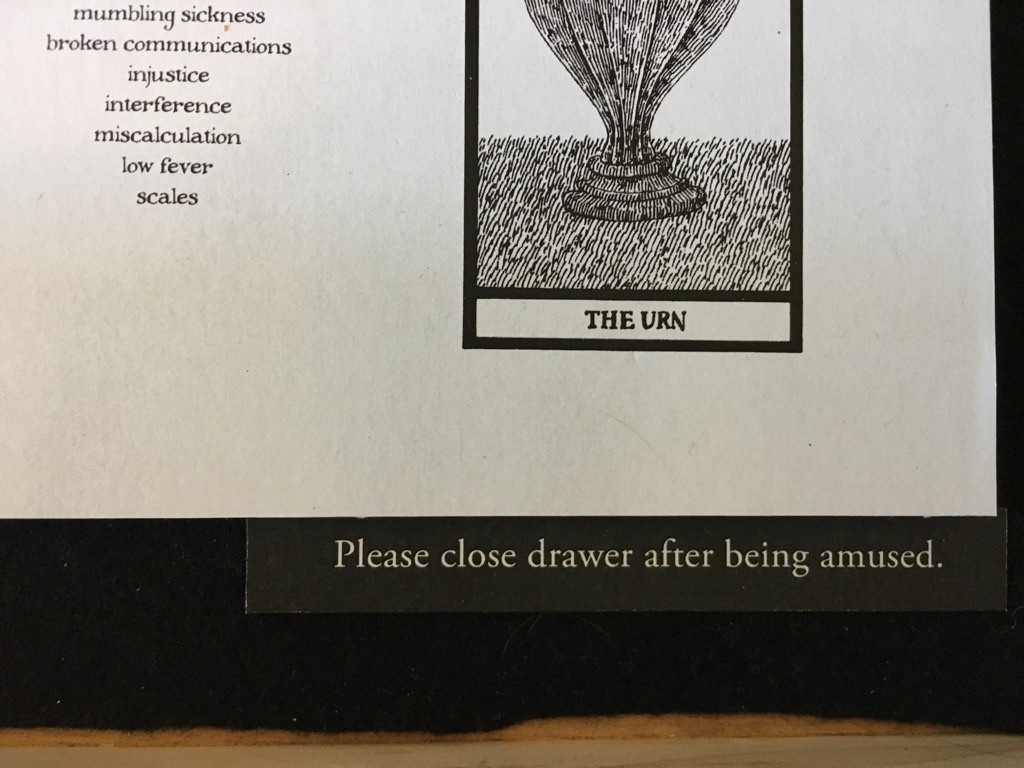 mumbling sickness
broken communications
injustice
interference
miscalculation
low fever
scales
THE URN
Please close drawer after being amused.